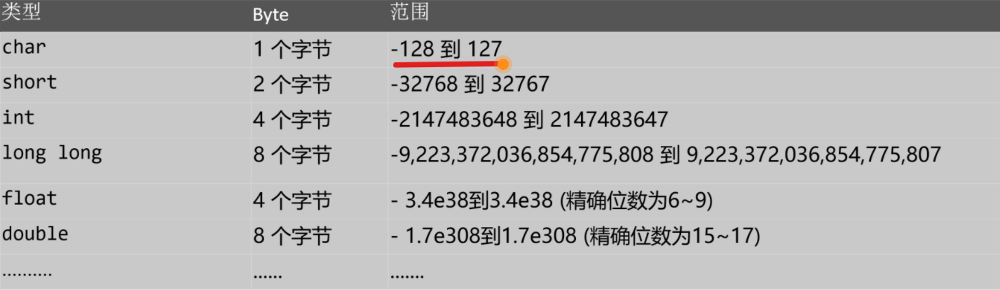 类型 Byte 范围
char 1 个字节 -128 到 127
short 2 个字节 -32768 到 32767
int 4 个字节 -2147483648 到 2147483647
long long 8 个字节 -9,223,372,036,854,775,808 到 9,223,372,036,854,775,807
float 4 个字节 - 3.4e38到3.4e38 (精确位数为6~9)
double 8 个字节 - 1.7e308到1.7e308 (精确位数为15~17)
.......... ...... .......